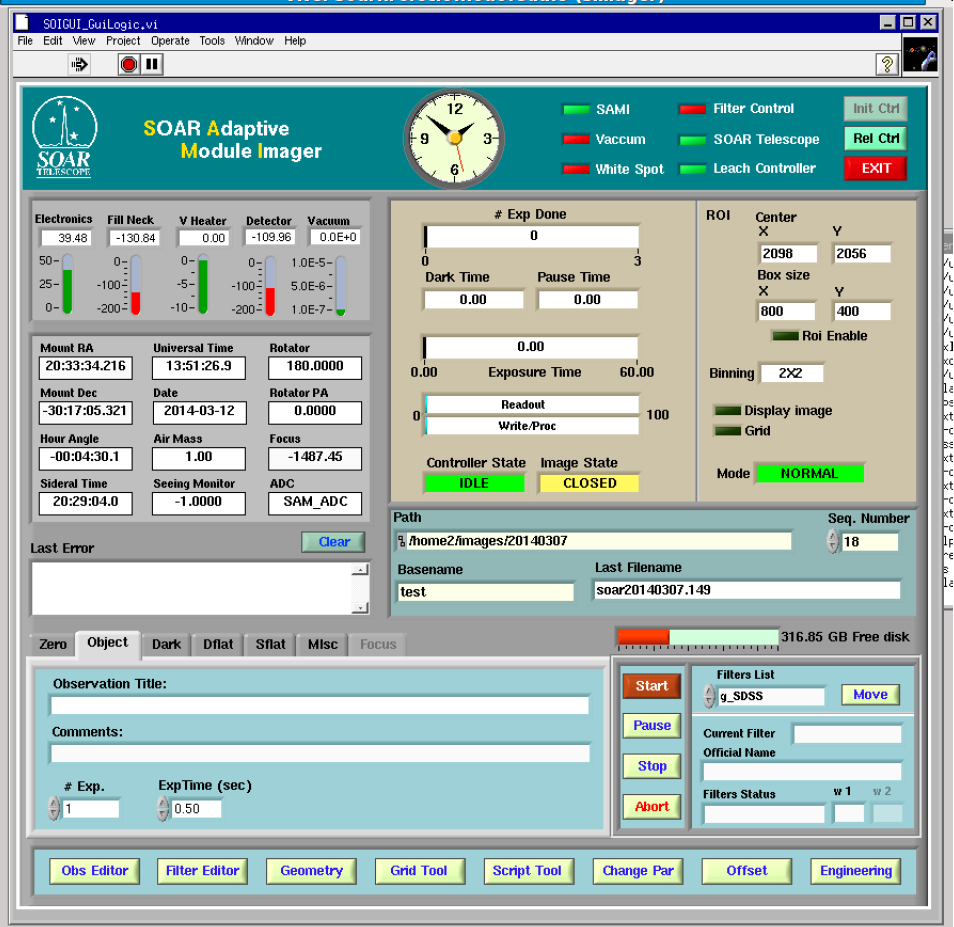 SOIGUI_GuiLogic.vi
File Edit View Project Operate Tools Window Help
SOAR
TELESCOPE
SOAR Adaptive
Module Imager
12
9 3
6
SAMI Filter Control Init Ctrl
Vaccum SOAR Telescope Rel Ctrl
White Spot Leach Controller EXIT
Electronics Fill Neck V Heater Detector Vacuum
39.48 -130.84 0.00 -109.96 0.0E+0
50- 0- 0- 0- 1.0E-5-
25- -100- -5- -100- 5.0E-6-
0- -200- -10- -200- 1.0E-7-
Mount RA Universal Time Rotator
20:33:34.216 13:51:26.9 180.0000
Mount Dec Date Rotator PA
-30:17:05.321 2014-03-12 0.0000
Hour Angle Air Mass Focus
-00:04:30.1 1.00 -1487.45
Sideral Time Seeing Monitor ADC
20:29:04.0 -1.0000 SAM_ADC
Last Error Clear
# Exp Done
0
0 3
Dark Time Pause Time
0.00 0.00
0.00
0.00 Exposure Time 60.00
Readout
0 100
Write/Proc
Controller State Image State
IDLE CLOSED
ROI Center
X Y
2098 2056
Box size
X Y
800 400
Roi Enable
Binning 2X2
Display image
Grid
Mode NORMAL
Path Seq. Number
/home2/images/20140307 18
Basename Last Filename
test soar20140307.149
316.85 GB Free disk
Zero Object Dark Dflat Sflat MIsc Focus
Observation Title:
Comments:
# Exp. ExpTime (sec)
1 0.50
Start
Pause
Stop
Abort
Filters List
g_SDSS Move
Current Filter
Official Name
Filters Status w 1 w 2
Obs Editor Filter Editor Geometry Grid Tool Script Tool Change Par Offset Engineering